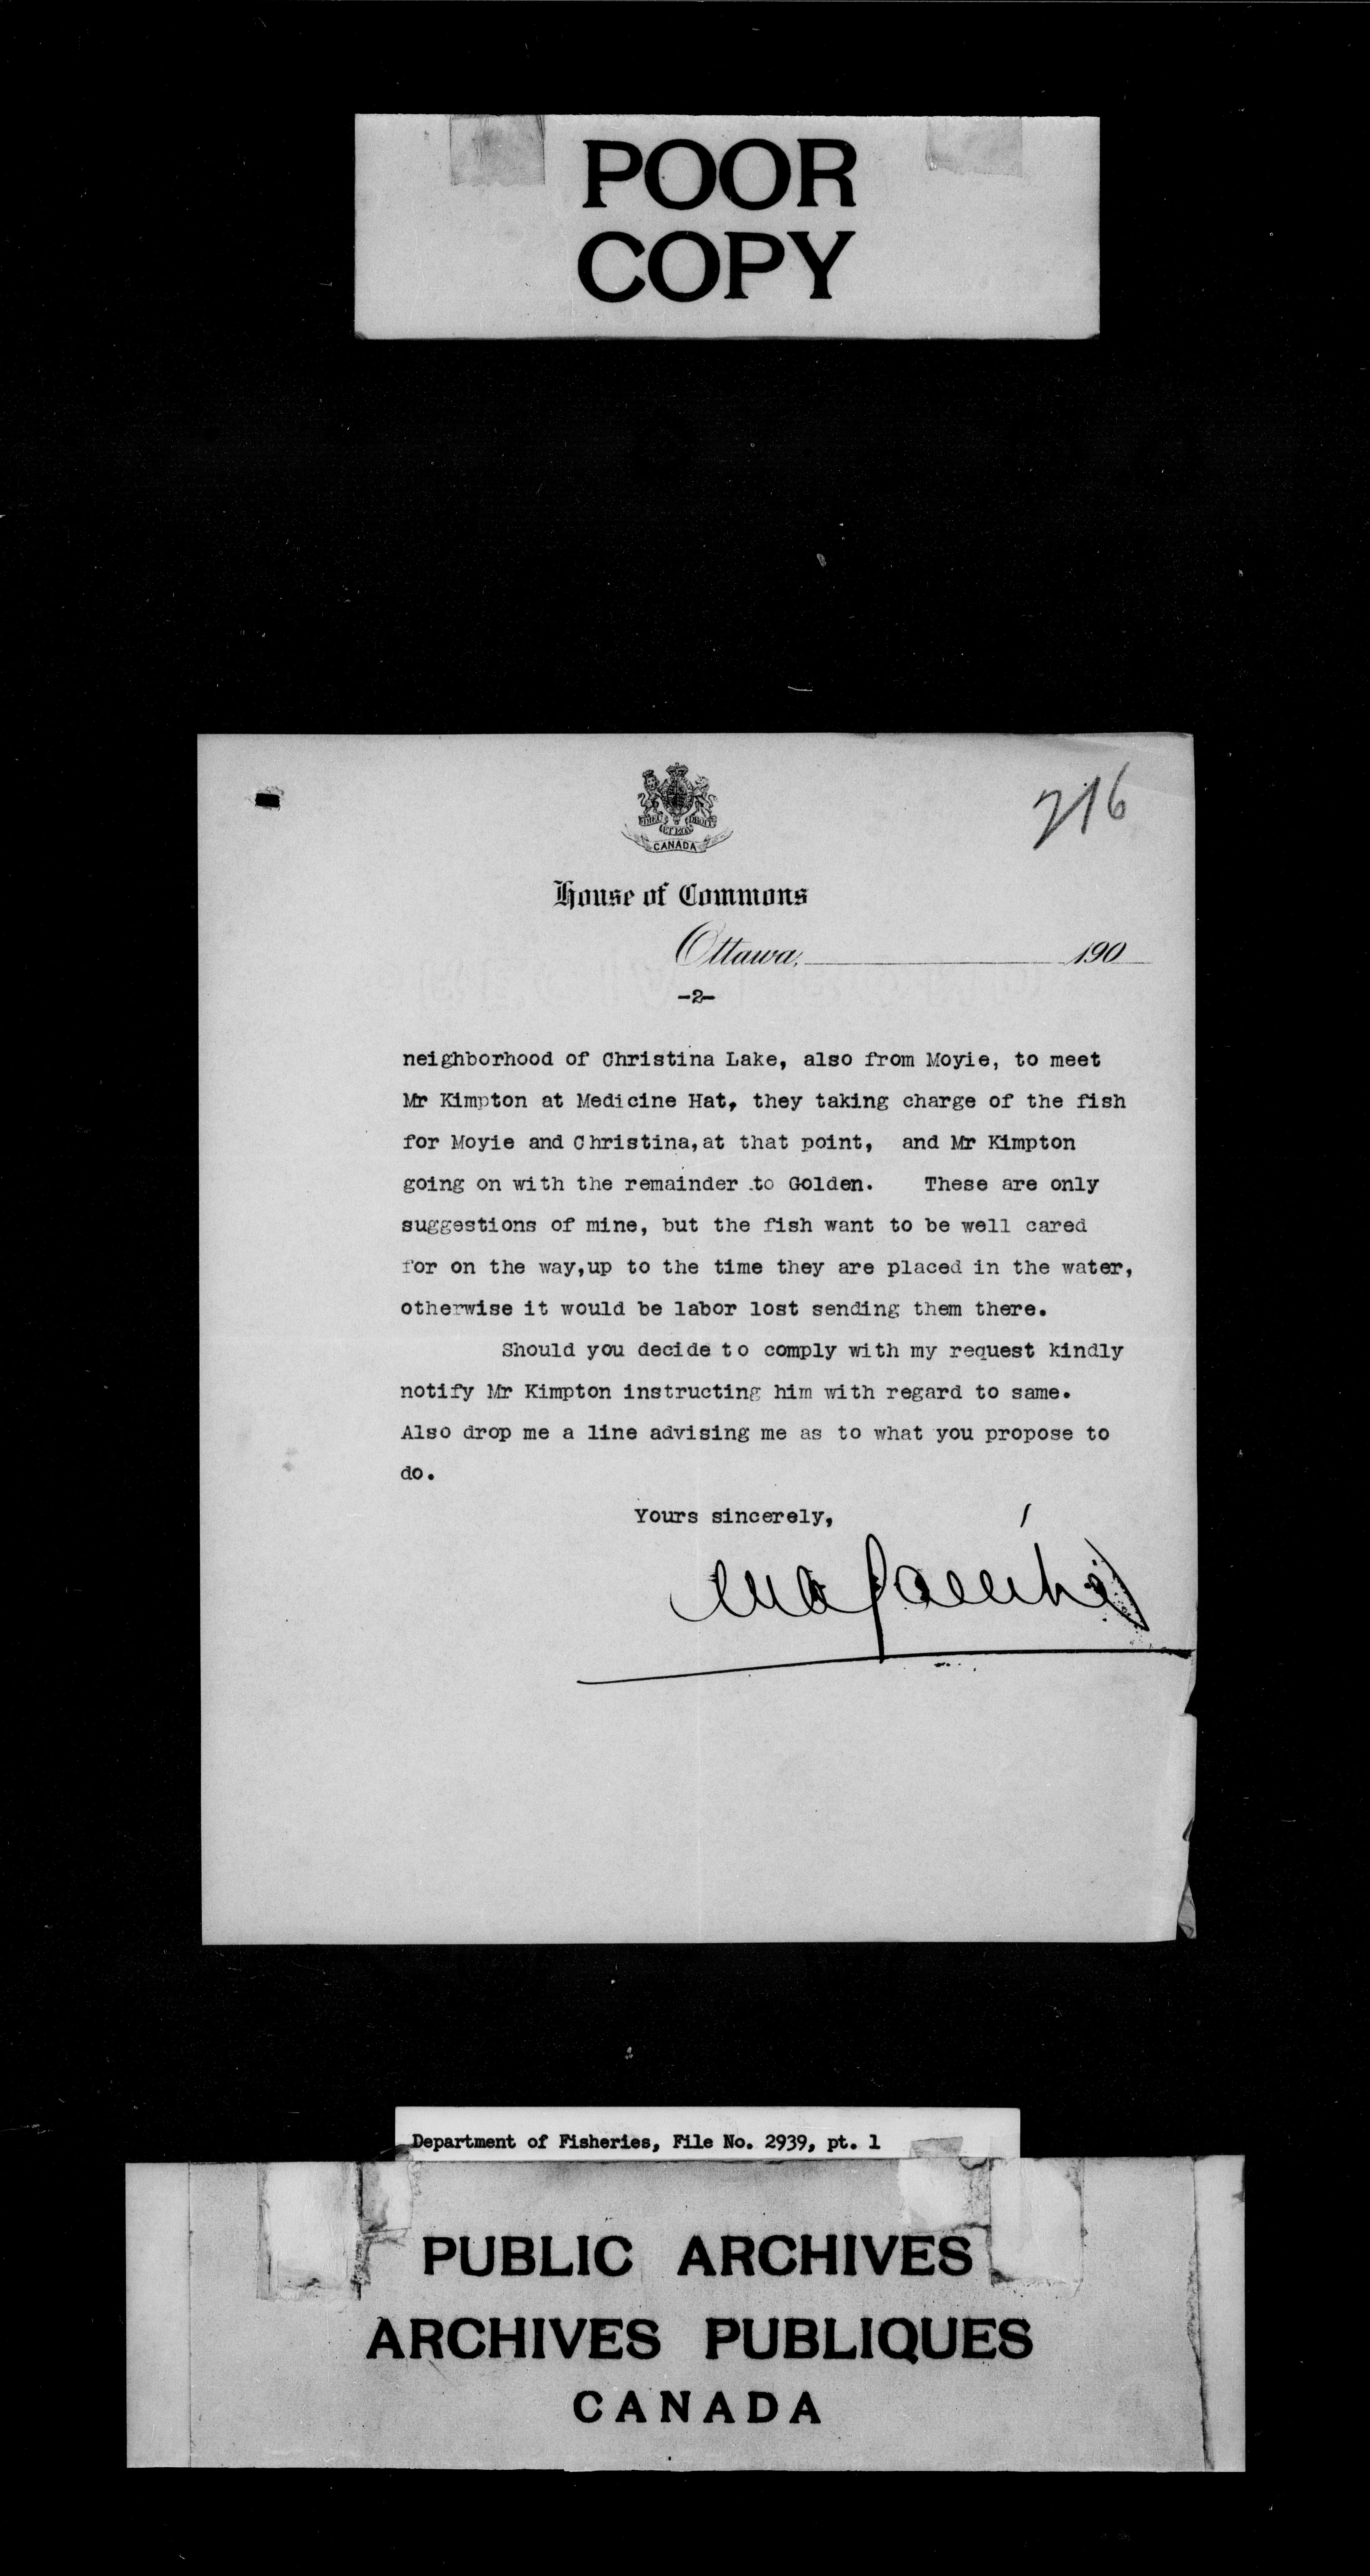 POOR
COPY
216
CANADA
House of Commons
Ottawa, 190
-2-
neighborhood of Christina Lake, also from Moyie, to meet
Mr Kimpton at Medicine Hat, they taking charge of the fish
for Moyie and Christina,at that point, and Mr Kimpton
going on with the remainder to Golden. These are only
suggestions of mine, but the fish want to be well cared
for on the way,up to the time they are placed in the water,
otherwise it would be labor lost sending them there.
Should you decide to comply with my request kindly
notify Mr Kimpton instructing him with regard to same.
Also drop me a line advising me as to what you propose to
do.
Yours sincerely,
Department of Fisheries, File No. 2939, pt. 1
PUBLIC ARCHIVES
ARCHIVES PUBLIQUES
CANADA